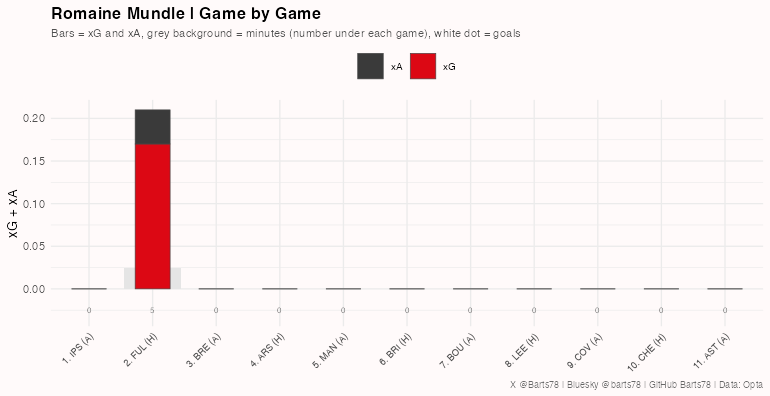 Romaine Mundle | Game by Game
Bars = xG and xA, grey background = minutes (number under each game), white dot = goals
xA xG
xG + xA
0.20
0.15
0.10
0.05
0.00
0 5 0 0 0 0 0 0 0 0 0
1. IPS (A) 2. FUL (H) 3. BRE (A) 4. ARS (H) 5. MAN (A) 6. BRI (H) 7. BOU (A) 8. LEE (H) 9. COV (A) 10. CHE (H) 11. AST (A)
X @Barts78 | Bluesky @barts78 | GitHub Barts78 | Data: Opta